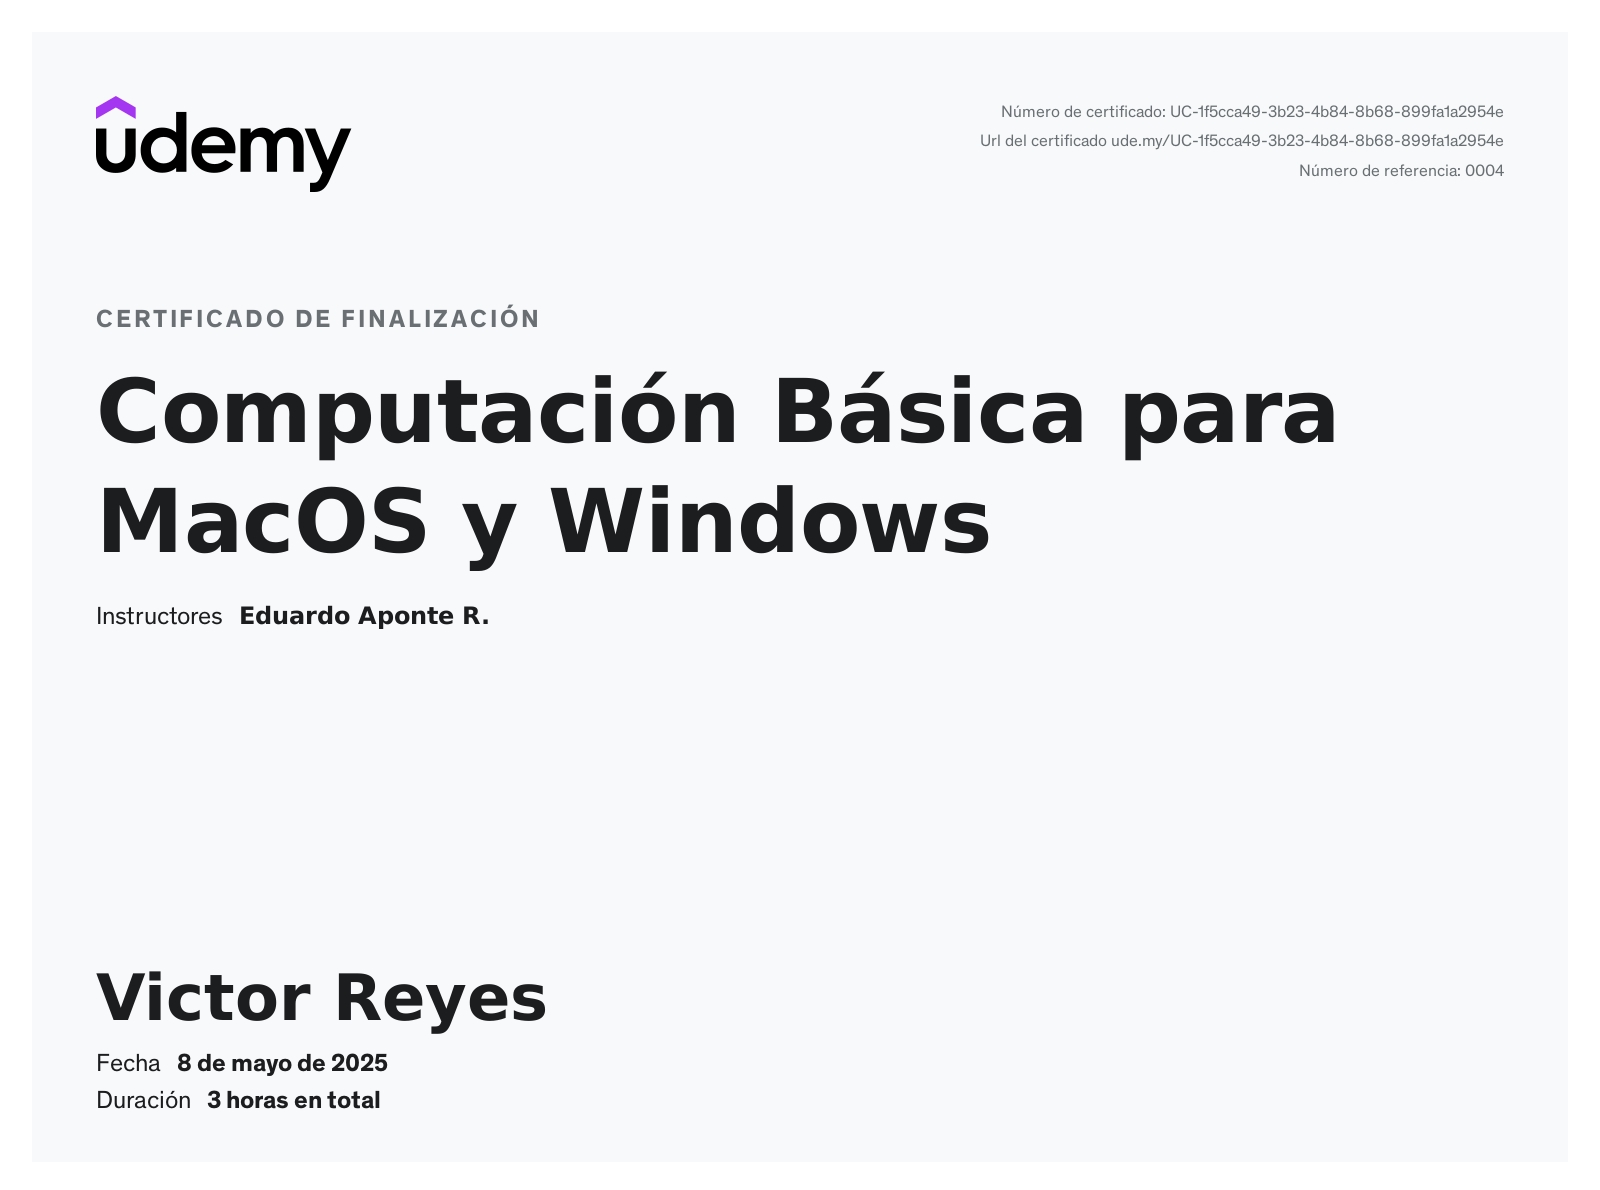 udemy
Número de certificado: UC-1f5cca49-3b23-4b84-8b68-899fa1a2954e
Url del certificado ude.my/UC-1f5cca49-3b23-4b84-8b68-899fa1a2954e
Número de referencia: 0004
CERTIFICADO DE FINALIZACIÓN
Computación Básica para
MacOS y Windows
Instructores Eduardo Aponte R.
Victor Reyes
Fecha 8 de mayo de 2025
Duración 3 horas en total